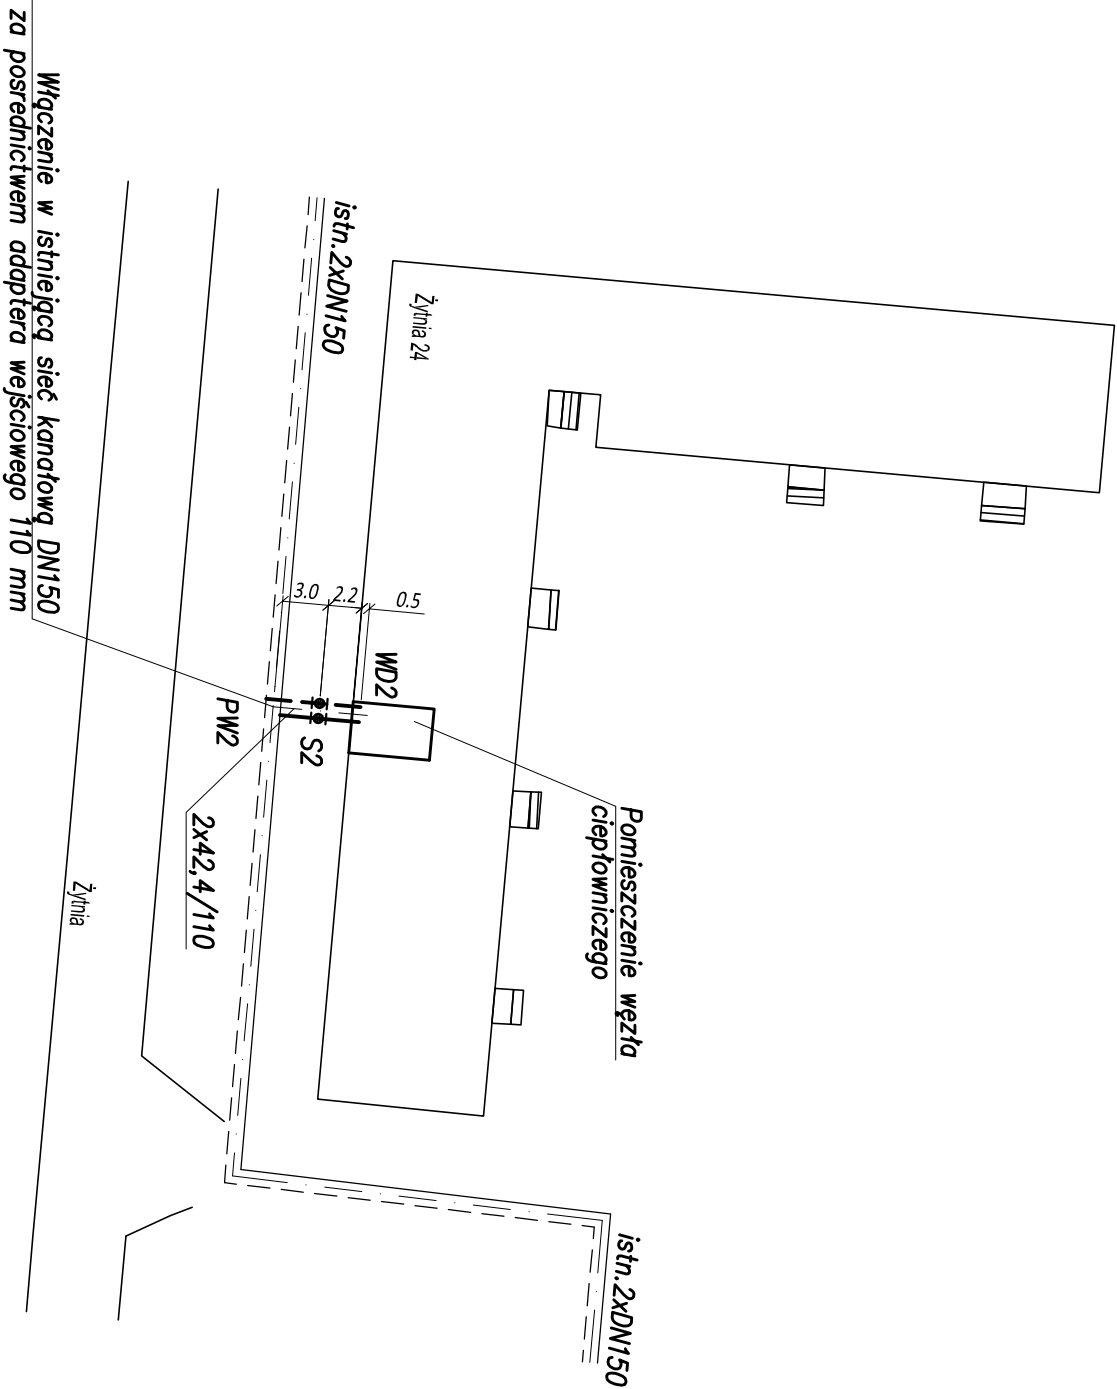 Włączenie w istniejącą sieć kanałową DN150
za posrednictwem adaptera wejściowego 110 mm
istn.2xDN150
Żytnia 24
3.0
2.2
0.5
WD2
PW2
S2
2x42,4/110
Pomieszczenie węzła
ciepłowniczego
Żytnia
istn.2xDN150